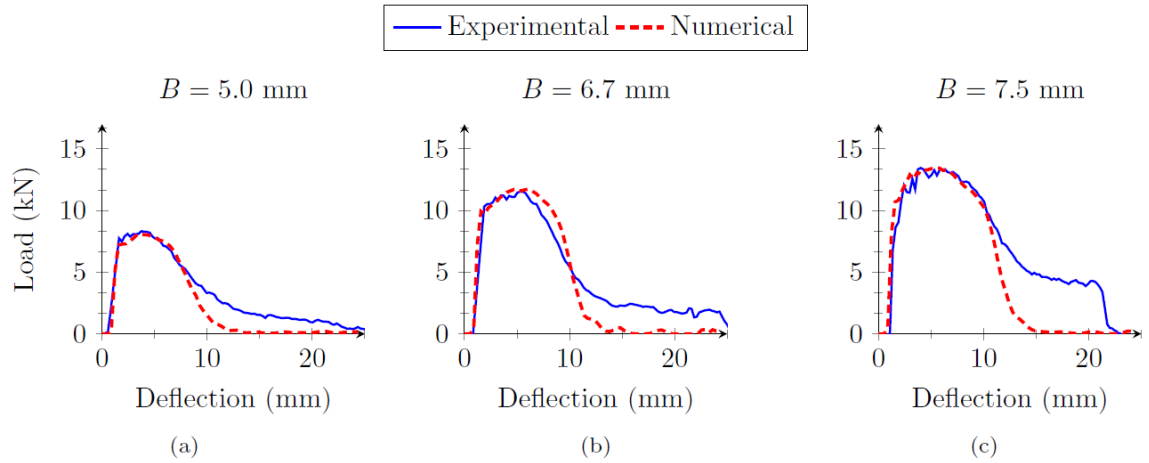 Experimental Numerical
B = 5.0 mm
B = 6.7 mm
B = 7.5 mm
Load (kN)
15
10
5
0
0 10 20
Deflection (mm)
(a)
15
10
5
0
0 10 20
Deflection (mm)
(b)
15
10
5
0
0 10 20
Deflection (mm)
(c)